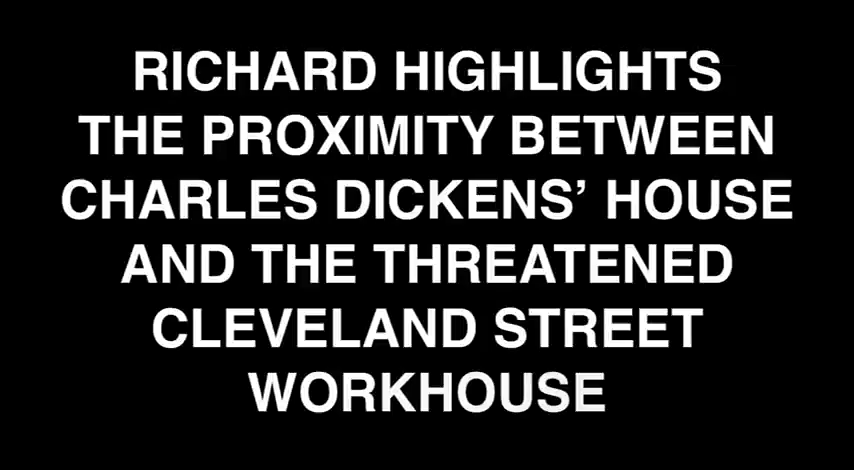 RICHARD HIGHLIGHTS
THE PROXIMITY BETWEEN
CHARLES DICKENS’ HOUSE
AND THE THREATENED
CLEVELAND STREET
WORKHOUSE